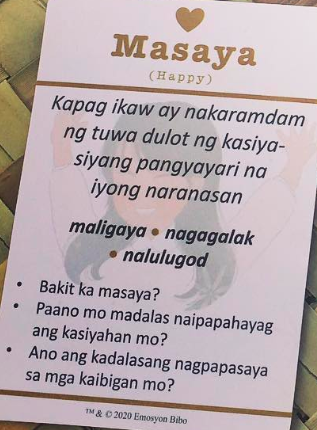 Masaya
(Happy)
Kapag ikaw ay nakaramdam
ng tuwa dulot ng kasiya-
siyang pangyayari na
iyong naranasan
maligaya • nagagalak
• nalulugod
• Bakit ka masaya?
• Paano mo madalas naipapahayag
ang kasiyahan mo?
• Ano ang kadalasang nagpapasaya
sa mga kaibigan mo?
™ & © 2020 Emosyon Bibo